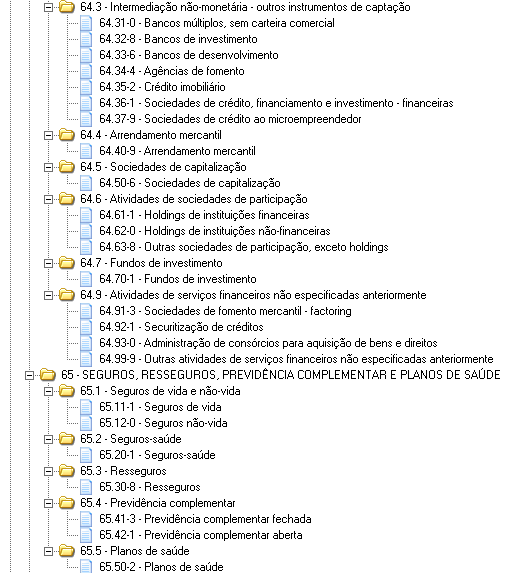 64.3 - Intermediação não-monetária - outros instrumentos de captação
64.31-0 - Bancos múltiplos, sem carteira comercial
64.32-8 - Bancos de investimento
64.33-6 - Bancos de desenvolvimento
64.34-4 - Agências de fomento
64.35-2 - Crédito imobiliário
64.36-1 - Sociedades de crédito, financiamento e investimento - financeiras
64.37-9 - Sociedades de crédito ao microempreendedor
64.4 - Arrendamento mercantil
64.40-9 - Arrendamento mercantil
64.5 - Sociedades de capitalização
64.50-6 - Sociedades de capitalização
64.6 - Atividades de sociedades de participação
64.61-1 - Holdings de instituições financeiras
64.62-0 - Holdings de instituições não-financeiras
64.63-8 - Outras sociedades de participação, exceto holdings
64.7 - Fundos de investimento
64.70-1 - Fundos de investimento
64.9 - Atividades de serviços financeiros não especificadas anteriormente
64.91-3 - Sociedades de fomento mercantil - factoring
64.92-1 - Securitização de créditos
64.93-0 - Administração de consórcios para aquisição de bens e direitos
64.99-9 - Outras atividades de serviços financeiros não especificadas anteriormente
65 - SEGUROS, RESSEGUROS, PREVIDÊNCIA COMPLEMENTAR E PLANOS DE SAÚDE
65.1 - Seguros de vida e não-vida
65.11-1 - Seguros de vida
65.12-0 - Seguros não-vida
65.2 - Seguros-saúde
65.20-1 - Seguros-saúde
65.3 - Resseguros
65.30-8 - Resseguros
65.4 - Previdência complementar
65.41-3 - Previdência complementar fechada
65.42-1 - Previdência complementar aberta
65.5 - Planos de saúde
65.50-2 - Planos de saúde